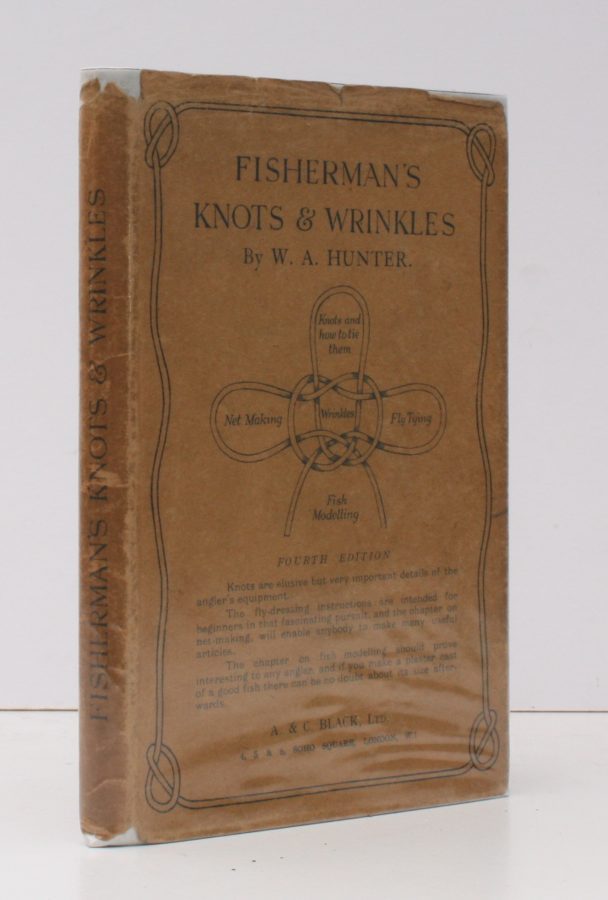 FISHERMAN'S KNOTS & WRINKLES
FISHERMAN'S
KNOTS & WRINKLES
By W. A. HUNTER.
Knots and
how to tie
them
Net Making
Wrinkles
Fly Tying
Fish
Modelling
FOURTH EDITION
Knots are elusive but very important details of the
angler's equipment.
The fly-dressing instructions are intended for
beginners in that fascinating pursuit, and the chapter on
net-making, will enable anybody to make many useful
articles.
The chapter on fish modelling should prove
interesting to any angler, and if you make a plaster cast
of a good fish there can be no doubt about its size after-
wards.
A. & C. BLACK, LTD.
4, 5 & 6, SOHO SQUARE, LONDON, W.1